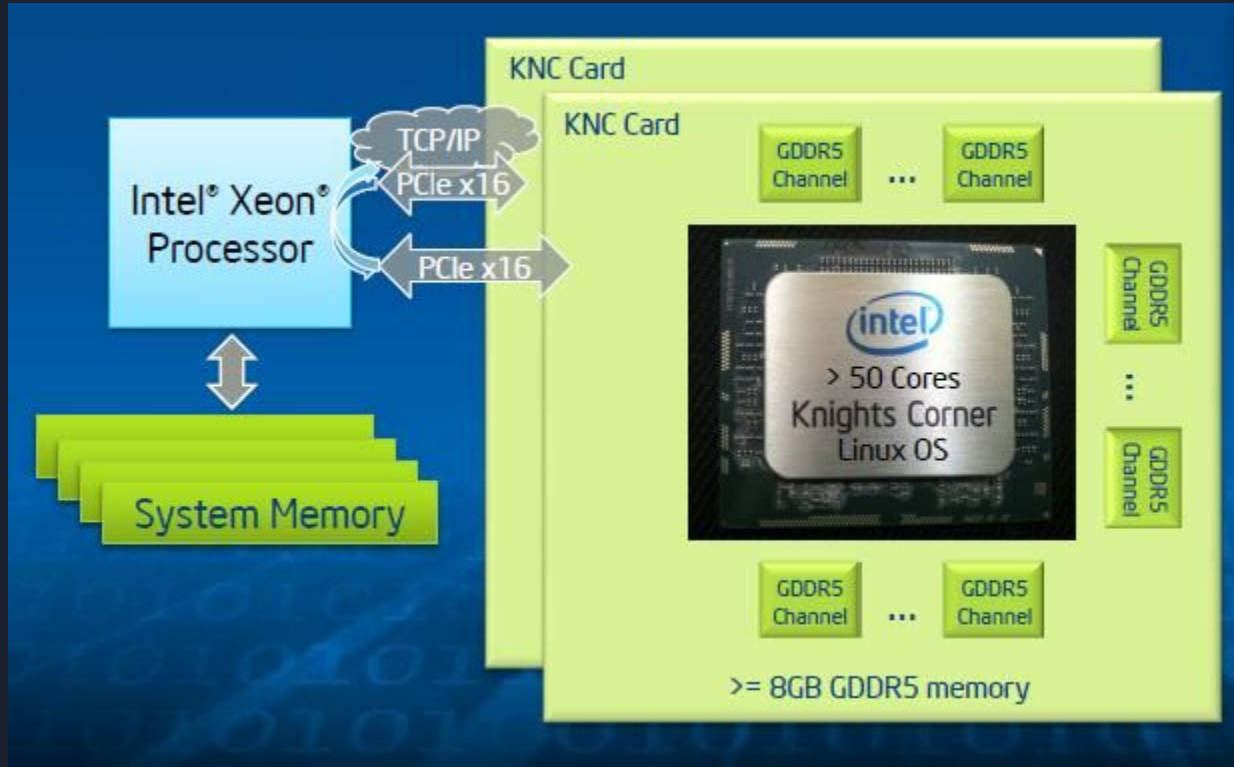 KNC Card
KNC Card
TCP/IP
PCIe x16
PCIe x16
Intel® Xeon®
Processor
System Memory
GDDR5
Channel
...
GDDR5
Channel
intel
> 50 Cores
Knights Corner
Linux OS
GDDR5
Channel
...
GDDR5
Channel
GDDR5
Channel
...
GDDR5
Channel
>= 8GB GDDR5 memory